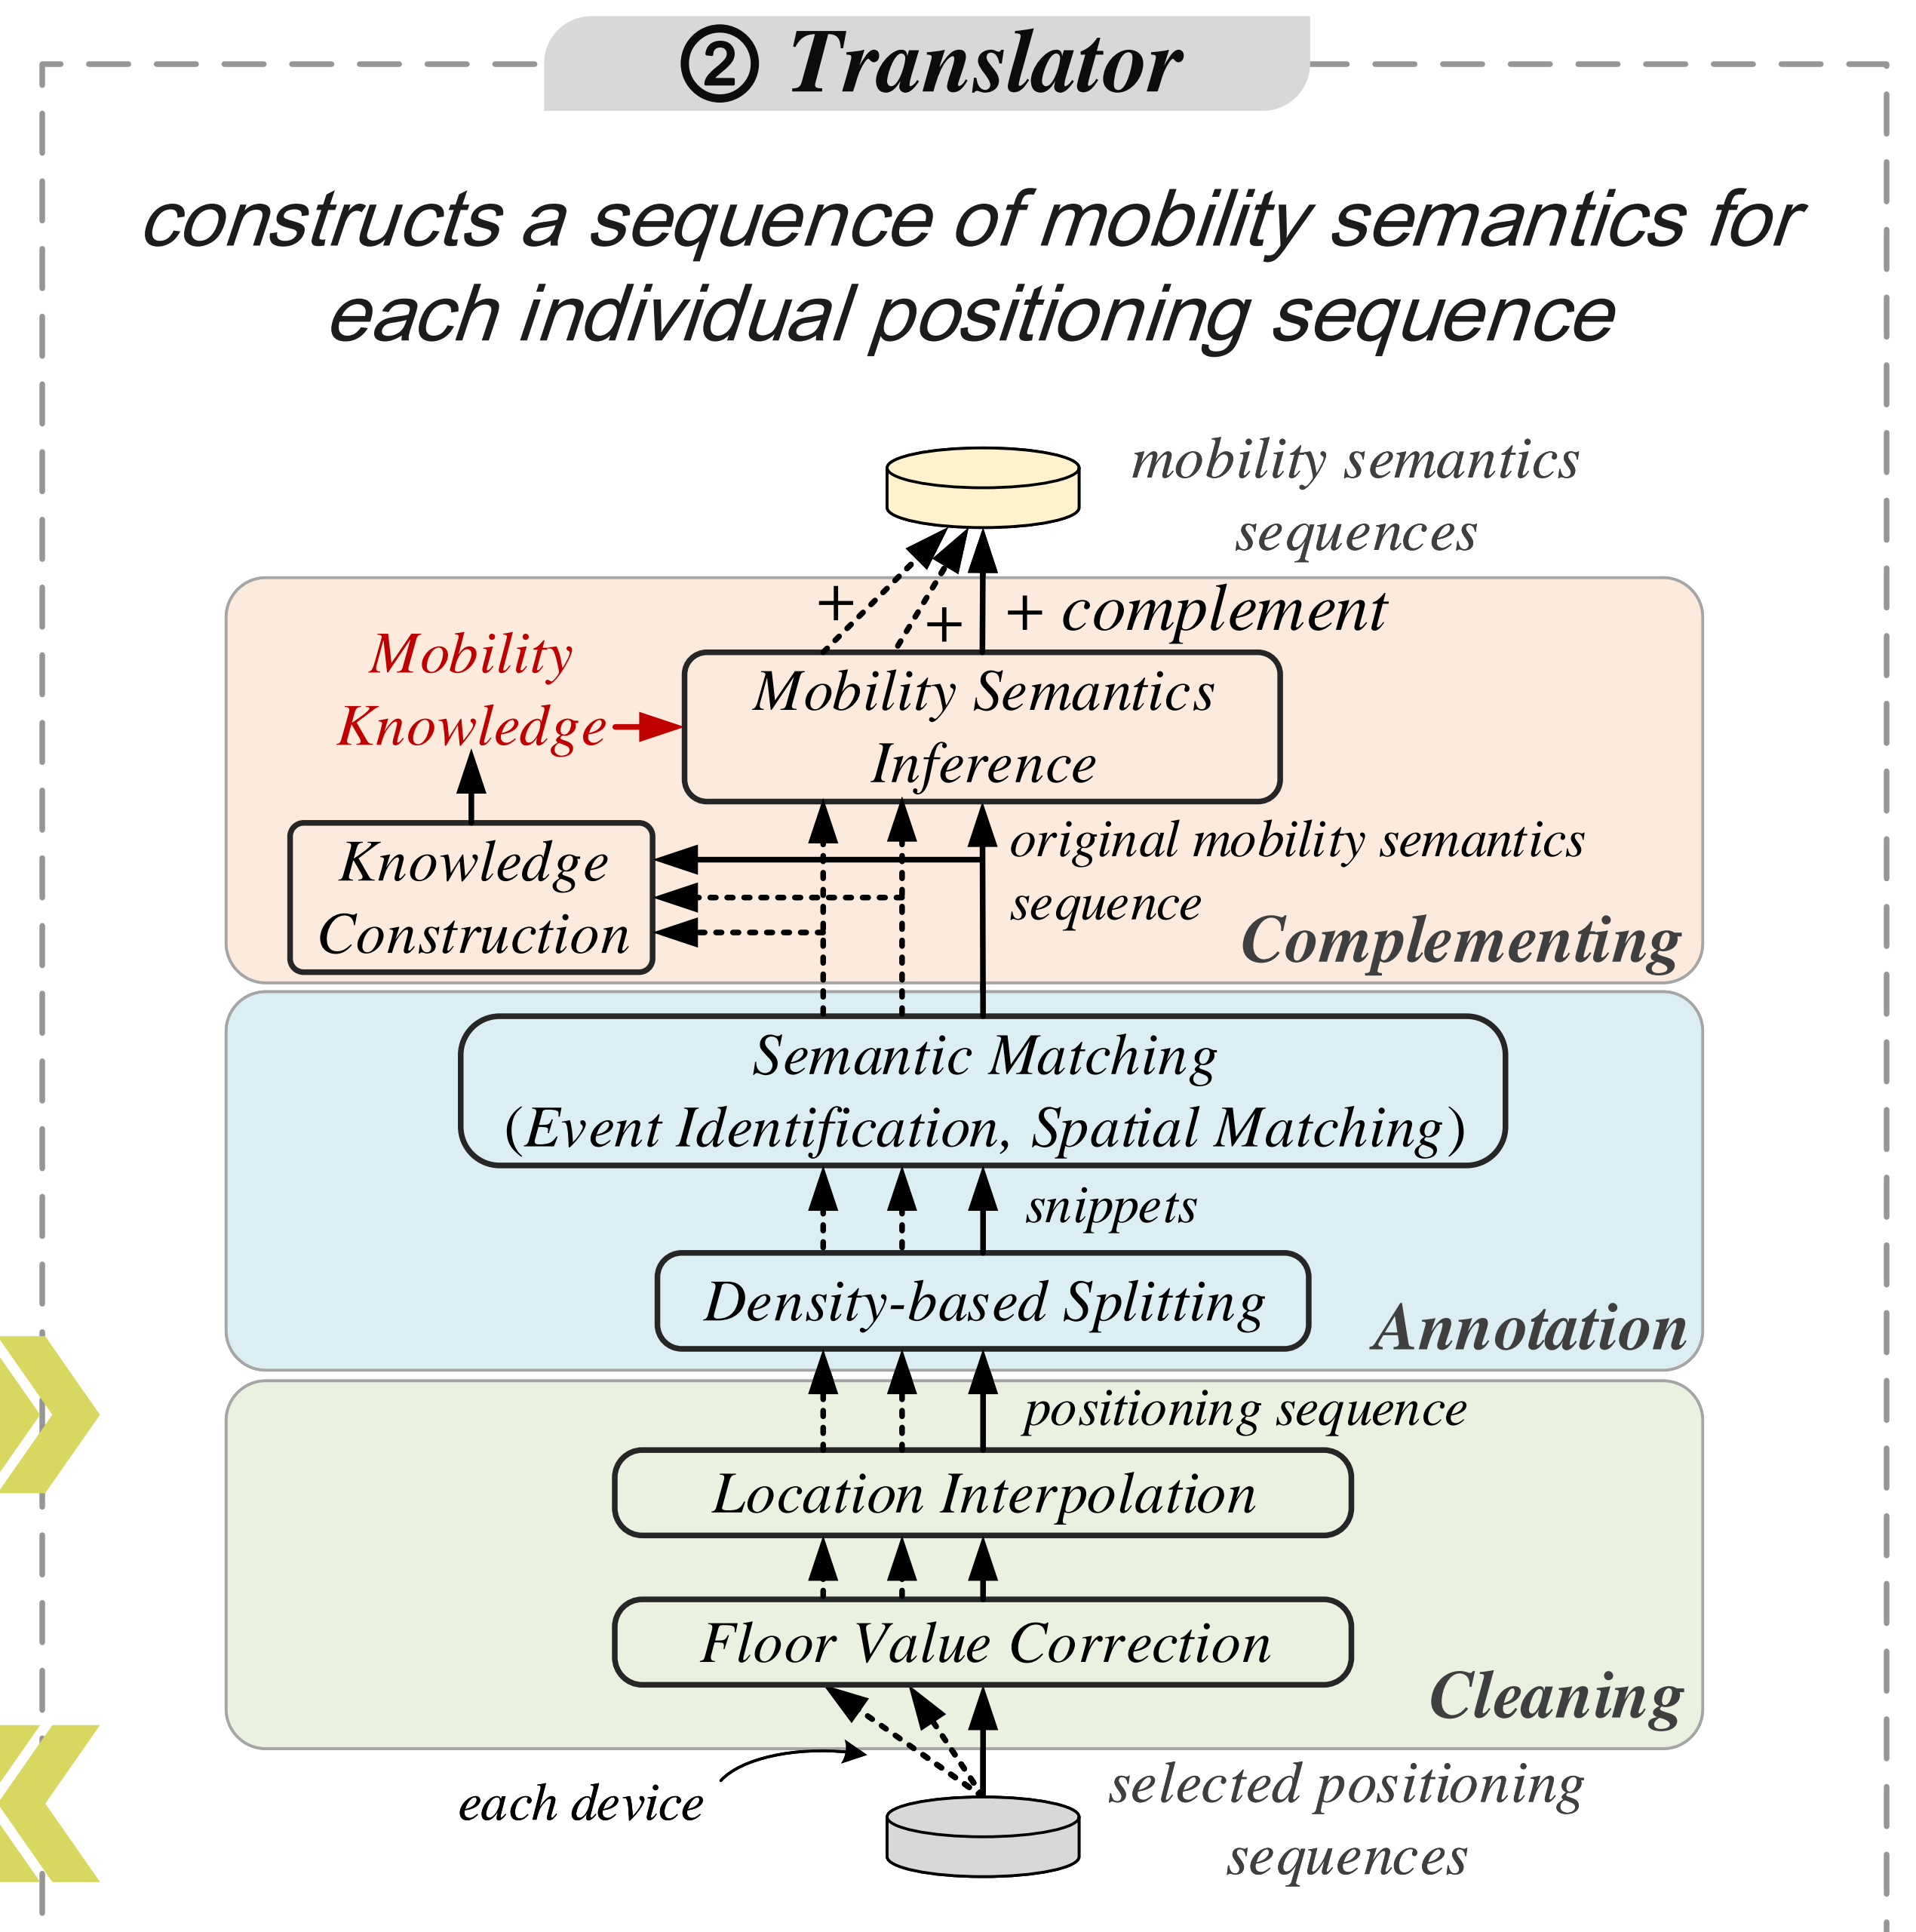 ② Translator
constructs a sequence of mobility semantics for
each individual positioning sequence
mobility semantics
sequences
+
+
+ complement
Mobility
Knowledge
Mobility Semantics
Inference
Knowledge
Construction
original mobility semantics
sequence
Complementing
Semantic Matching
(Event Identification, Spatial Matching)
snippets
Density-based Splitting
Annotation
positioning sequence
Location Interpolation
Floor Value Correction
Cleaning
each device
selected positioning
sequences